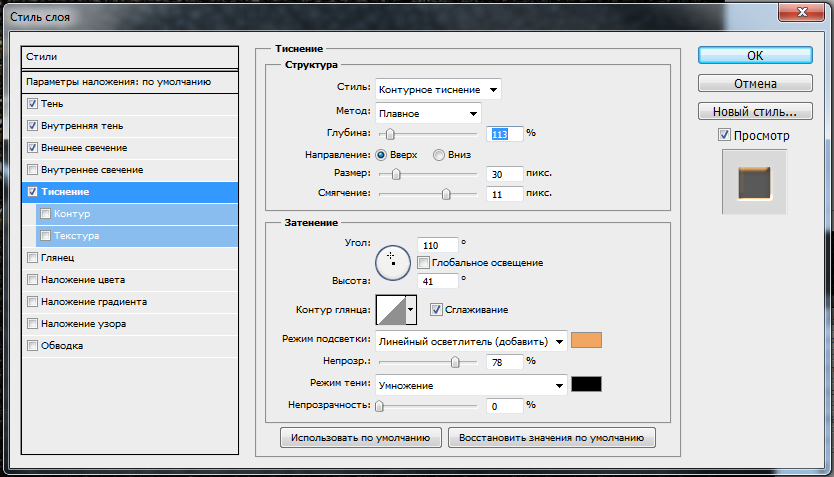 Стиль слоя
Стили
Параметры наложения: по умолчанию
Тень
Внутренняя тень
Внешнее свечение
Внутреннее свечение
Тиснение
Контур
Текстура
Глянец
Наложение цвета
Наложение градиента
Наложение узора
Обводка
Тиснение
Структура
Стиль: Контурное тиснение
Метод: Плавное
Глубина: 113 %
Направление: Вверх Вниз
Размер: 30 пикс.
Смягчение: 11 пикс.
Затенение
Угол: 110 °
Глобальное освещение
Высота: 41 °
Контур глянца: Сглаживание
Режим подсветки: Линейный осветлитель (добавить)
Непрозр.: 78 %
Режим тени: Умножение
Непрозрачность: 0 %
Использовать по умолчанию Восстановить значения по умолчанию
OK
Отмена
Новый стиль...
Просмотр